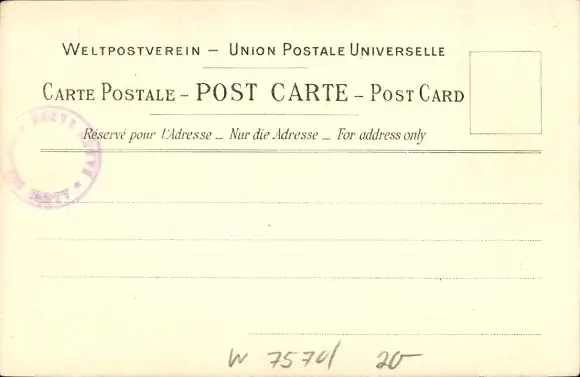 WELTPOSTVEREIN – UNION POSTALE UNIVERSELLE
CARTE POSTALE – POST CARTE – POST CARD
Réservé pour l'Adresse – Nur die Adresse – For address only
W 7570/ 20-